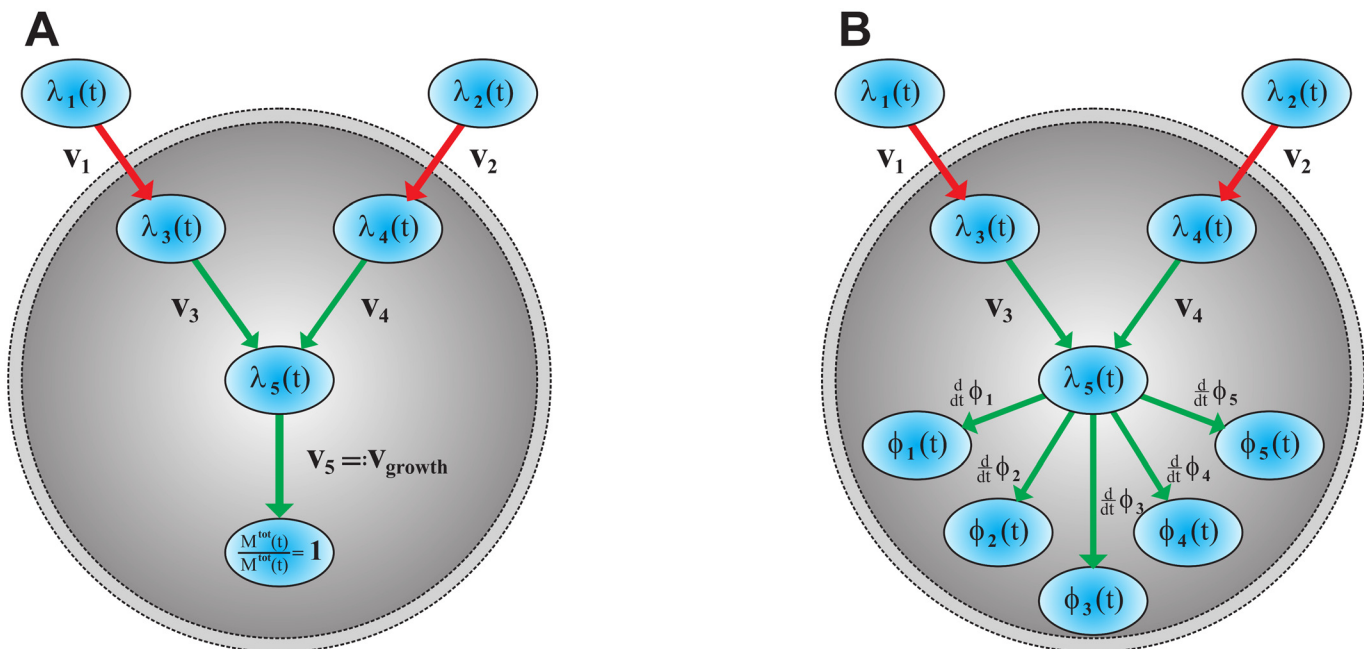 A
λ1(t)
λ2(t)
v1
v2
λ3(t)
λ4(t)
v3
v4
λ5(t)
v5 =: vgrowth
Mtot(t)
Mtot(t) = 1
B
λ1(t)
λ2(t)
v1
v2
λ3(t)
λ4(t)
v3
v4
λ5(t)
d/dt ϕ1
d/dt ϕ5
ϕ1(t)
ϕ5(t)
d/dt ϕ2
d/dt ϕ4
d/dt ϕ3
ϕ2(t)
ϕ4(t)
ϕ3(t)